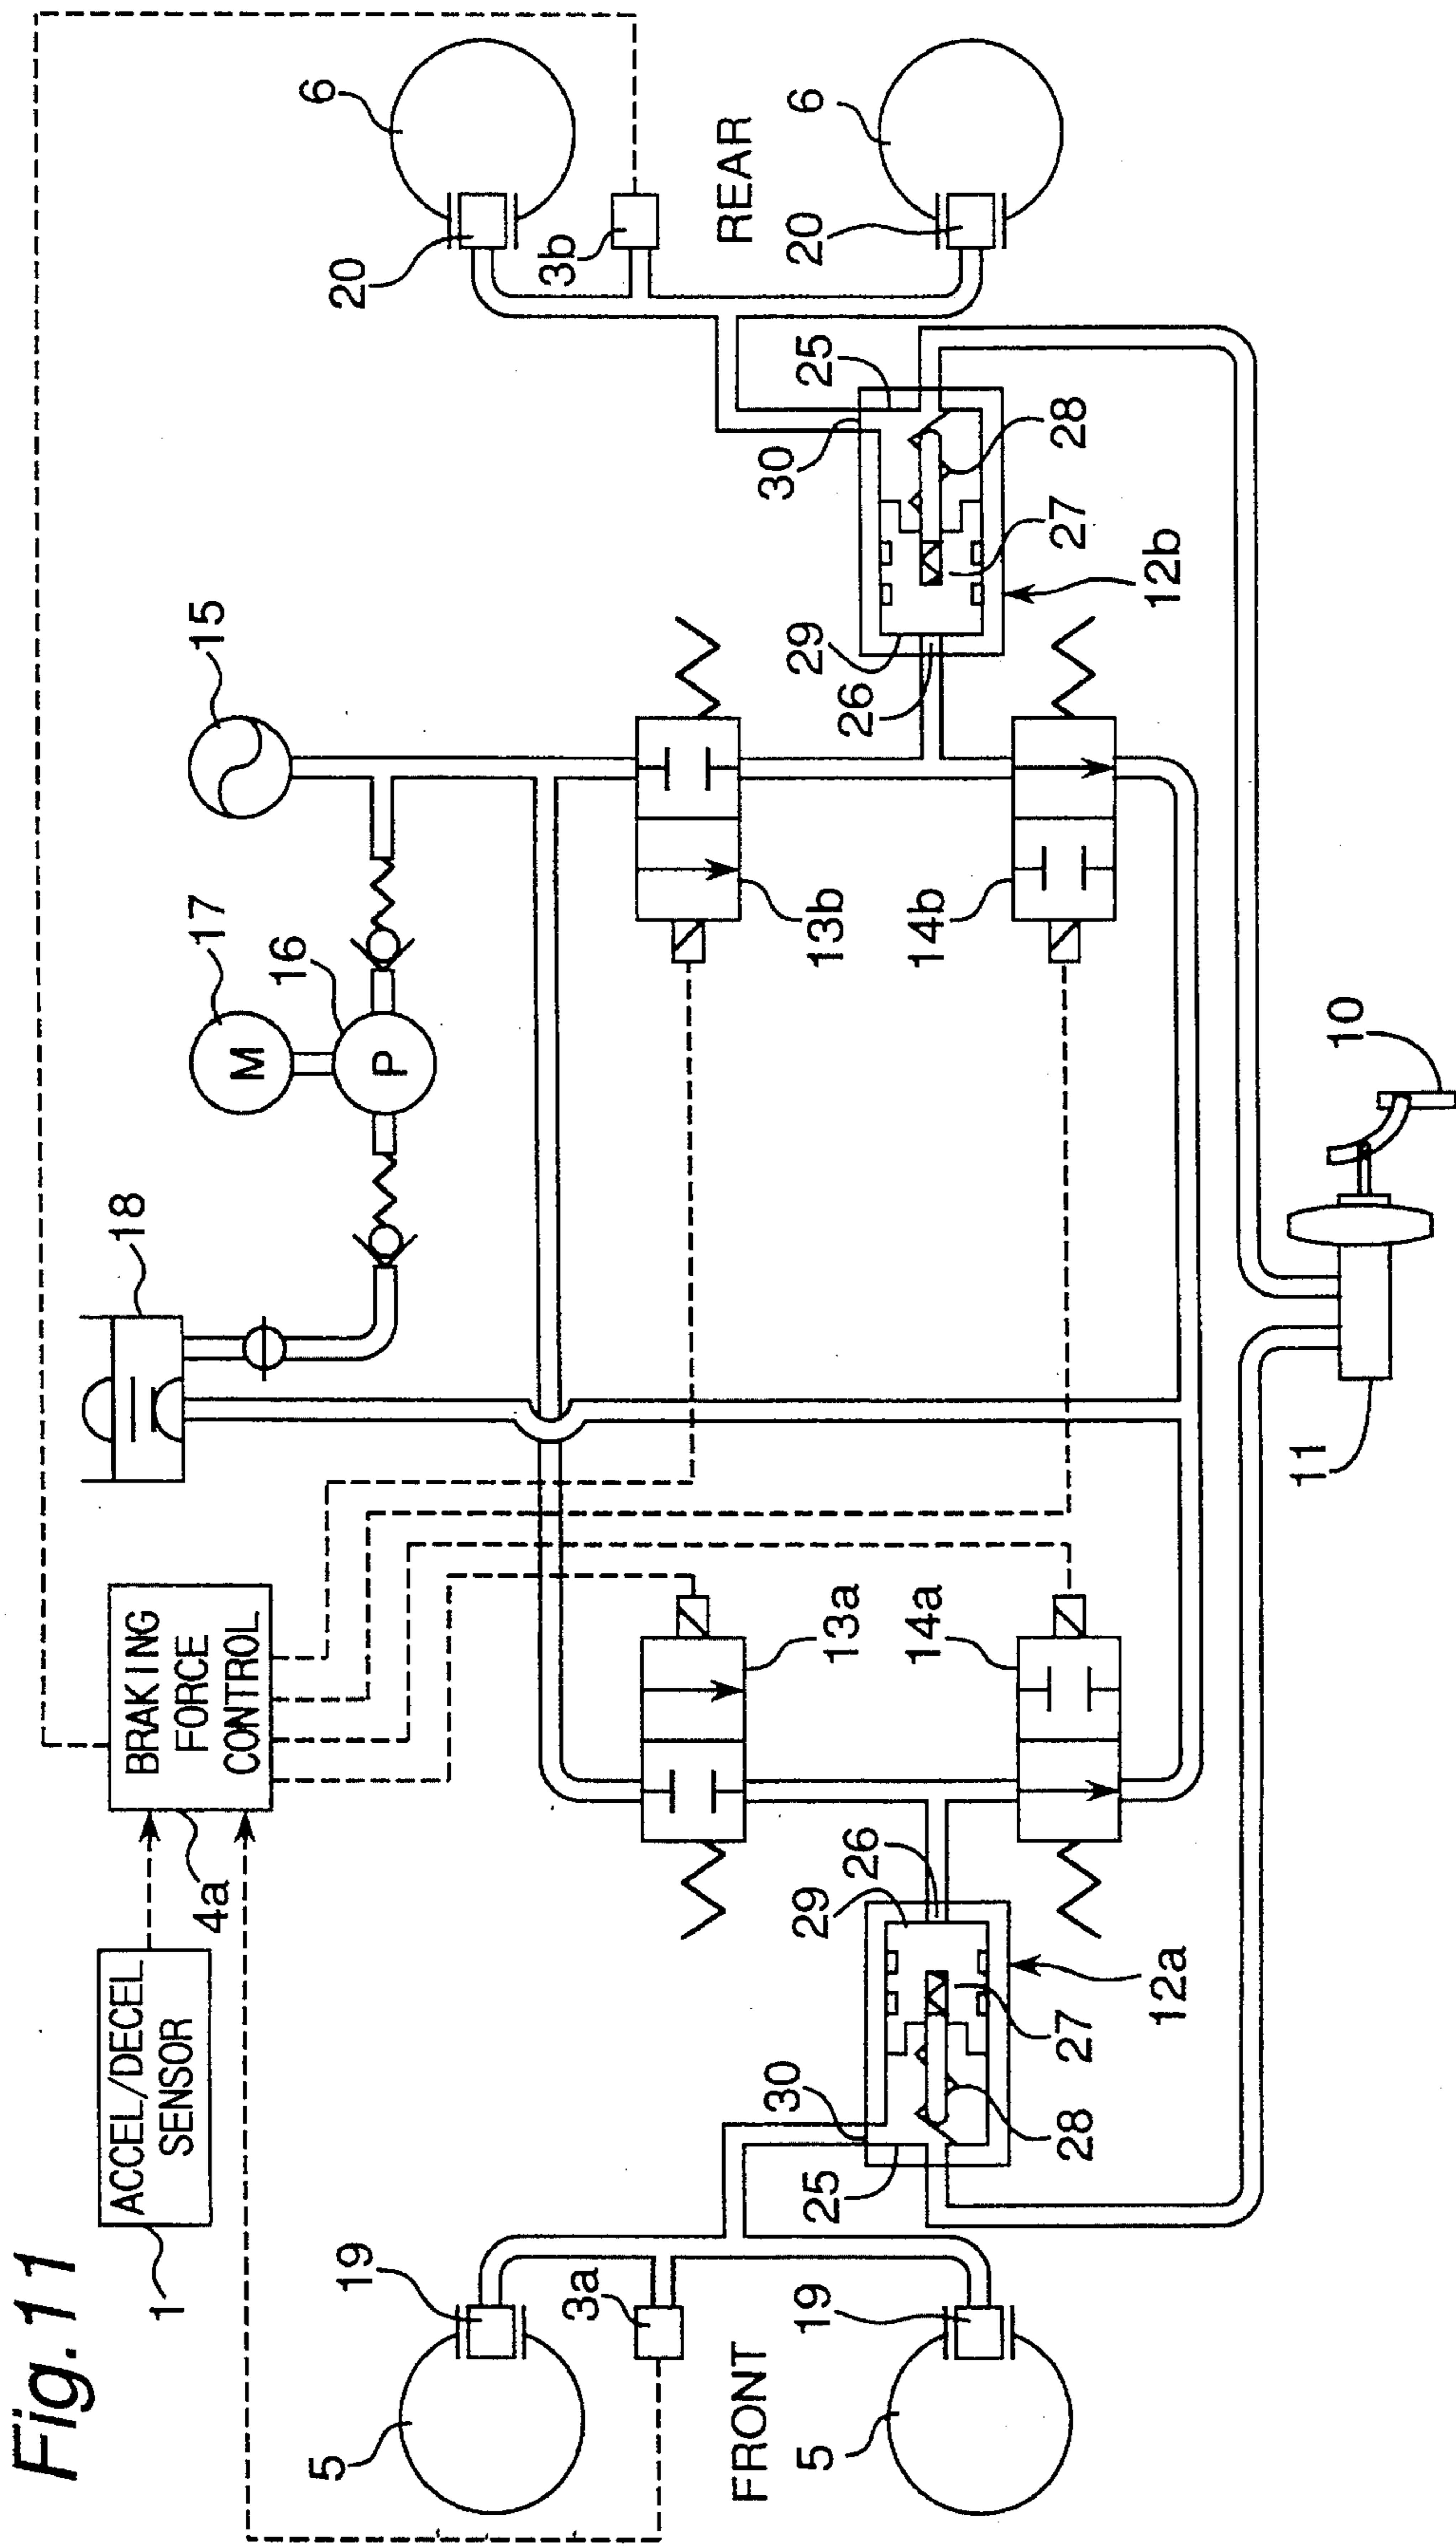 Fig.11
ACCEL/DECEL
SENSOR
1
BRAKING
FORCE
CONTROL
4a
18
17
M
16
P
15
5
19
3a
FRONT
5
19
6
20
3b
REAR
6
20
13a
14a
13b
14b
29
26
30
25
28
27
12a
25
30
28
27
29
26
12b
11
10